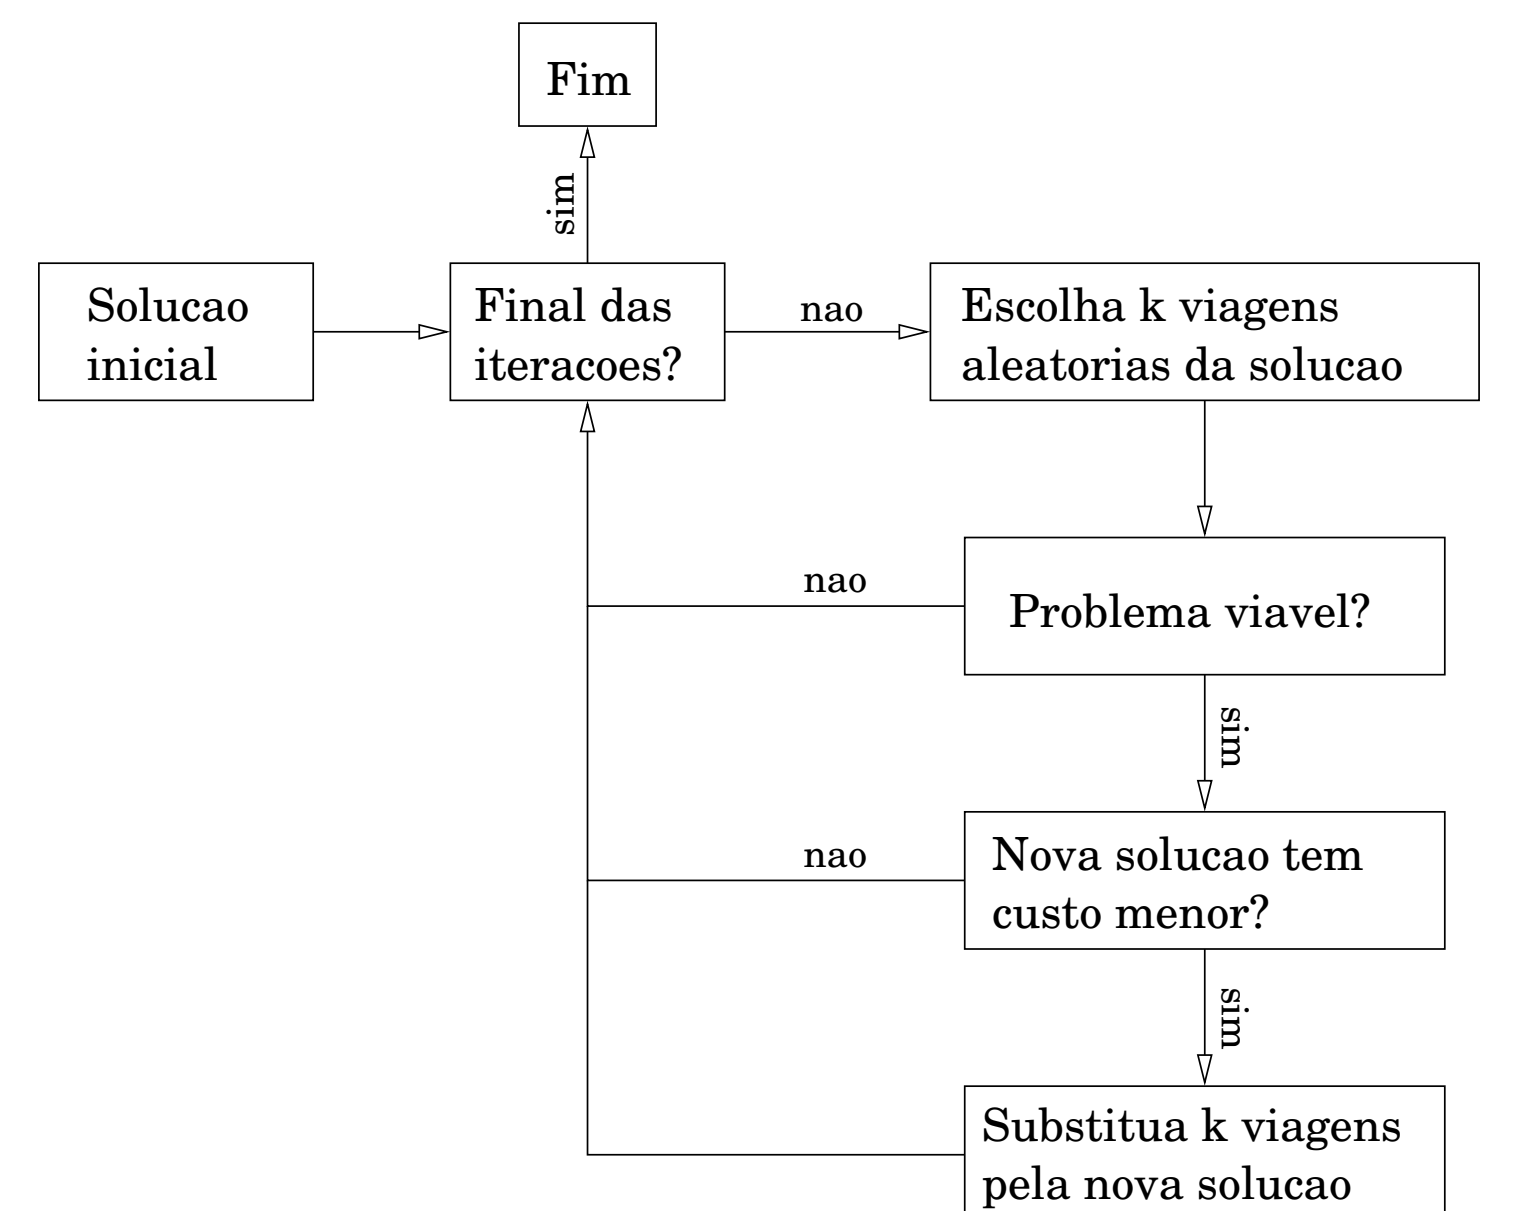 Fim
sim
Solucao
inicial
Final das
iteracoes?
nao
Escolha k viagens
aleatorias da solucao
nao
Problema viavel?
sim
nao
Nova solucao tem
custo menor?
sim
Substitua k viagens
pela nova solucao